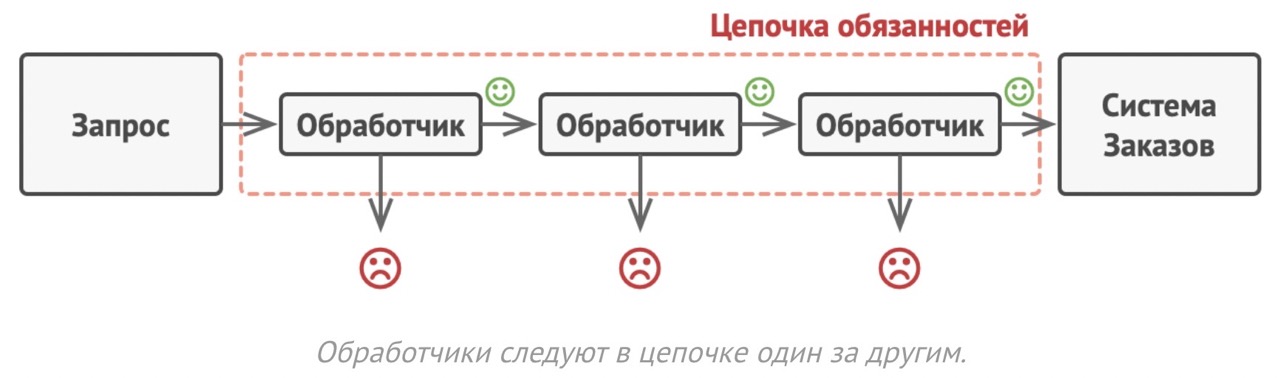 Цепочка обязанностей
Запрос
Обработчик
Обработчик
Обработчик
Система
Заказов
Обработчики следуют в цепочке один за другим.